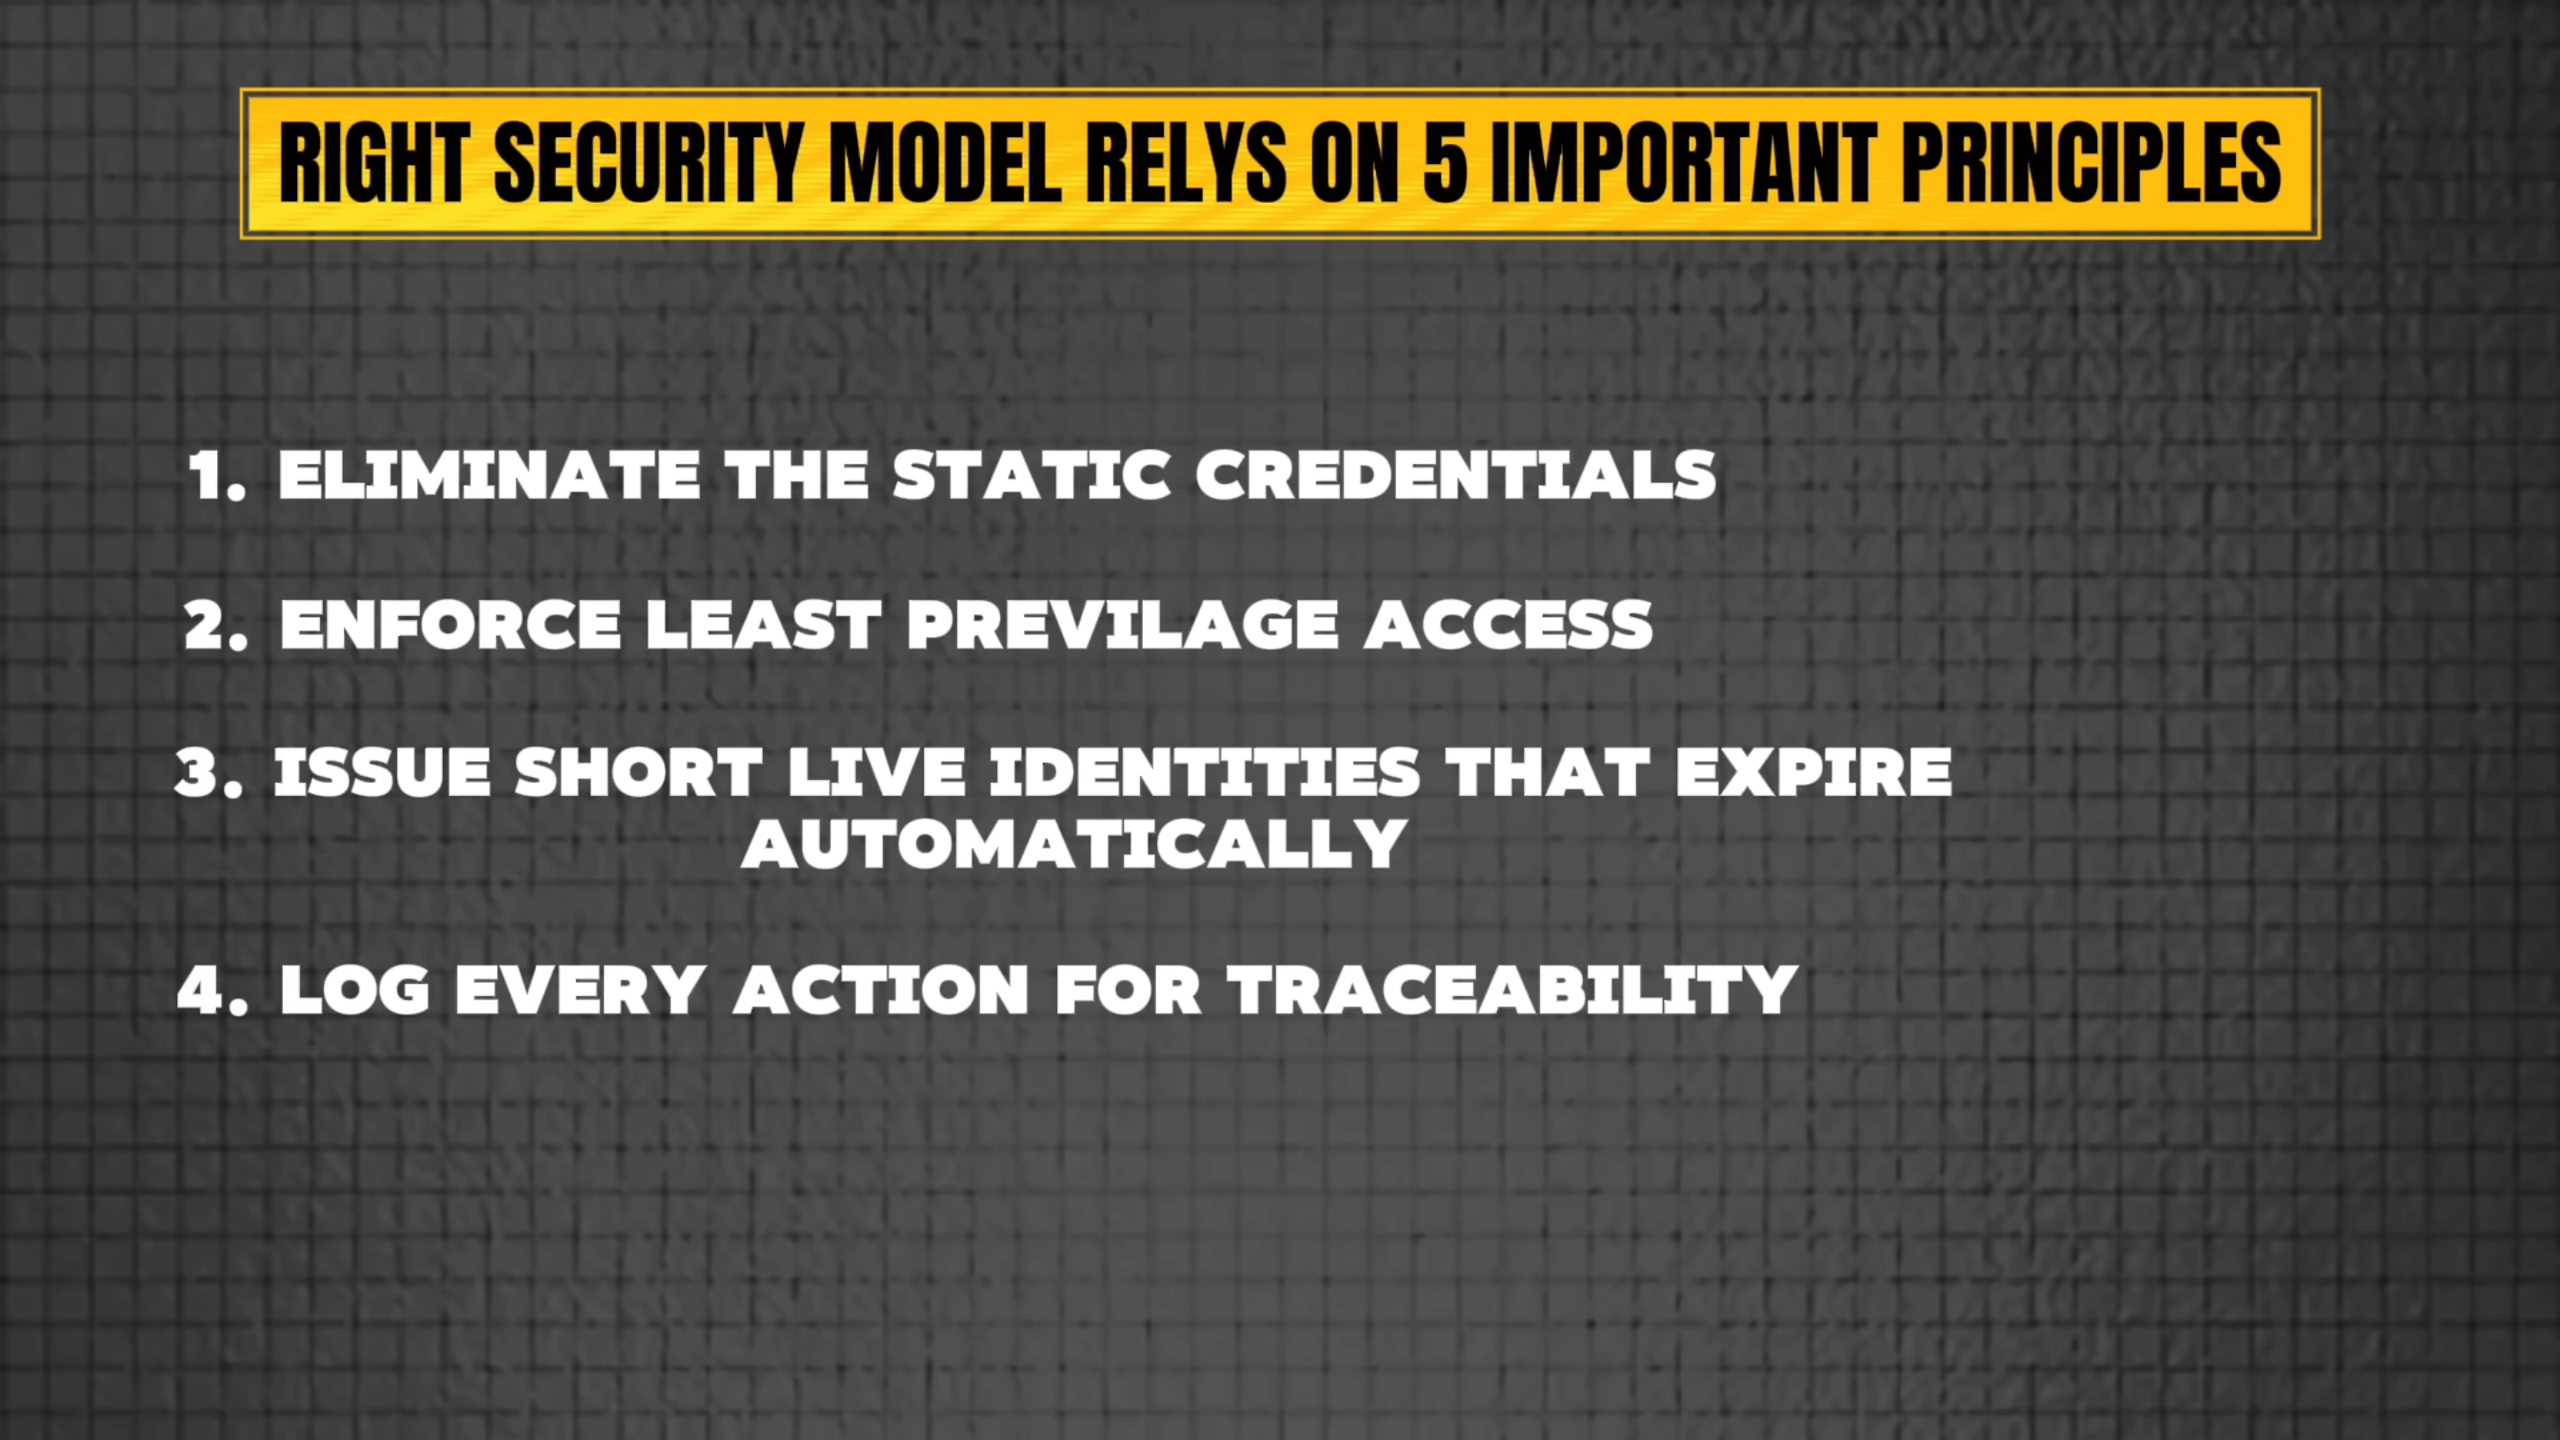 RIGHT SECURITY MODEL RELYS ON 5 IMPORTANT PRINCIPLES
1. ELIMINATE THE STATIC CREDENTIALS
2. ENFORCE LEAST PREVILAGE ACCESS
3. ISSUE SHORT LIVE IDENTITIES THAT EXPIRE
AUTOMATICALLY
4. LOG EVERY ACTION FOR TRACEABILITY